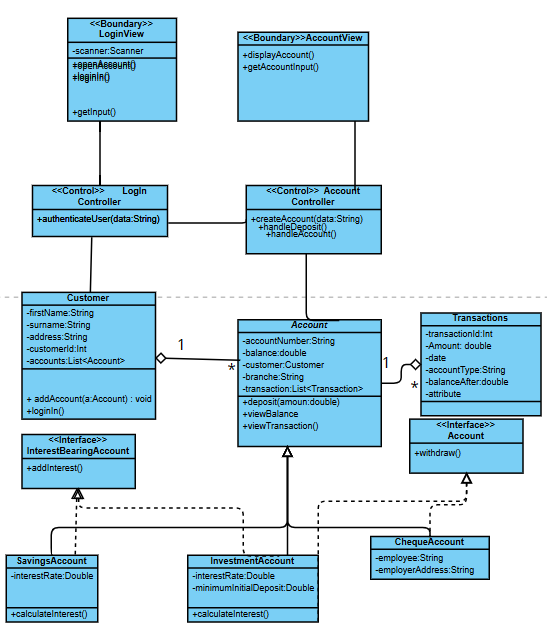 <<Boundary>>
LoginView
-scanner:Scanner
+openAccount()
+loginIn()
+getInput()
<<Boundary>>AccountView
+displayAccount()
+getAccountInput()
<<Control>> LogIn
Controller
+authenticateUser(data:String)
<<Control>> Account
Controller
+createAccount(data:String)
+handleDeposit()
+handleAccount()
Customer
-firstName:String
-surname:String
-address:String
-customerId:Int
-accounts:List<Account>
+ addAccount(a:Account) : void
+loginIn()
1
*
Account
-accountNumber:String
-balance:double
-customer:Customer
-branche:String
-transaction:List<Transaction>
+deposit(amoun:double)
+viewBalance
+viewTransaction()
1
*
Transactions
-transactionId:Int
-Amount: double
-date
-accountType:String
-balanceAfter:double
-attribute
<<Interface>>
InterestBearingAccount
+addInterest()
<<Interface>>
Account
+withdraw()
SavingsAccount
-interestRate:Double
+calculateInterest()
InvestmentAccount
-interestRate:Double
-minimumInitialDeposit:Double
+calculateInterest()
ChequeAccount
-employee:String
-employerAddress:String